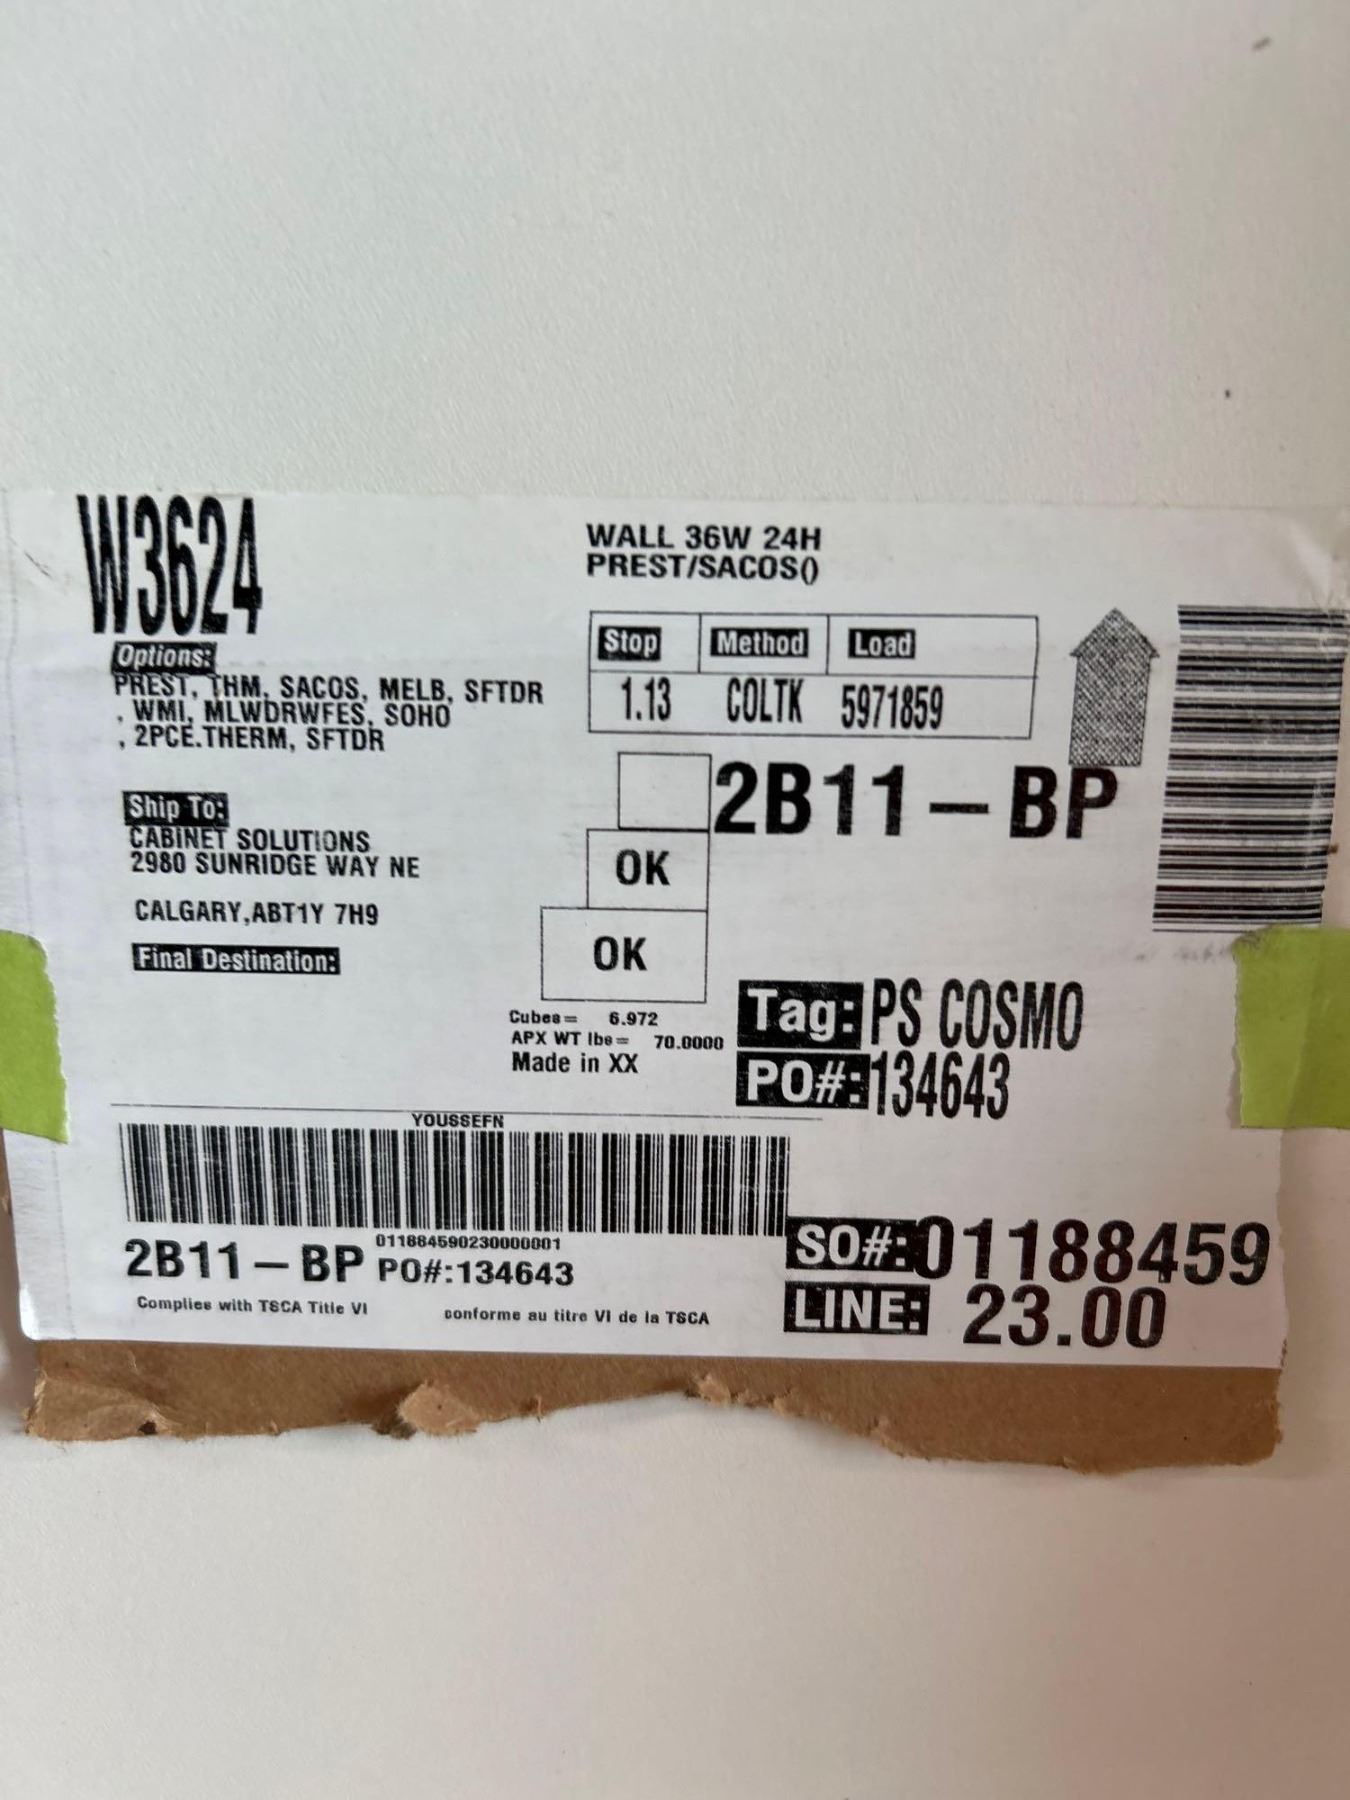 W3624
WALL 36W 24H
PREST/SACOS()
Options:
PREST, THM, SACOS, MELB, SFTDR
, WMI, MLWDRWFES, SOHO
, 2PCE.THERM, SFTDR
Stop Method Load
1.13 COLTK 5971859
2B11-BP
OK
OK
Ship To:
CABINET SOLUTIONS
2980 SUNRIDGE WAY NE
CALGARY,ABT1Y 7H9
Final Destination:
Cubes= 6.972
APX WT lbs= 70.0000
Made in XX
Tag: PS COSMO
PO#: 134643
YOUSSEFN
011884590230000001
2B11-BP PO#:134643
Complies with TSCA Title VI conforme au titre VI de la TSCA
SO#: 01188459
LINE: 23.00